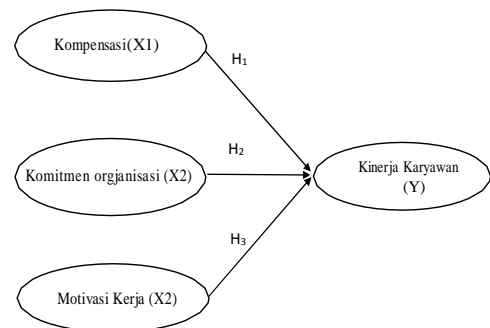 Kompensasi(X1)
H1
H2
Komitmen orgjanisasi (X2)
Kinerja Karyawan
(Y)
H3
Motivasi Kerja (X2)